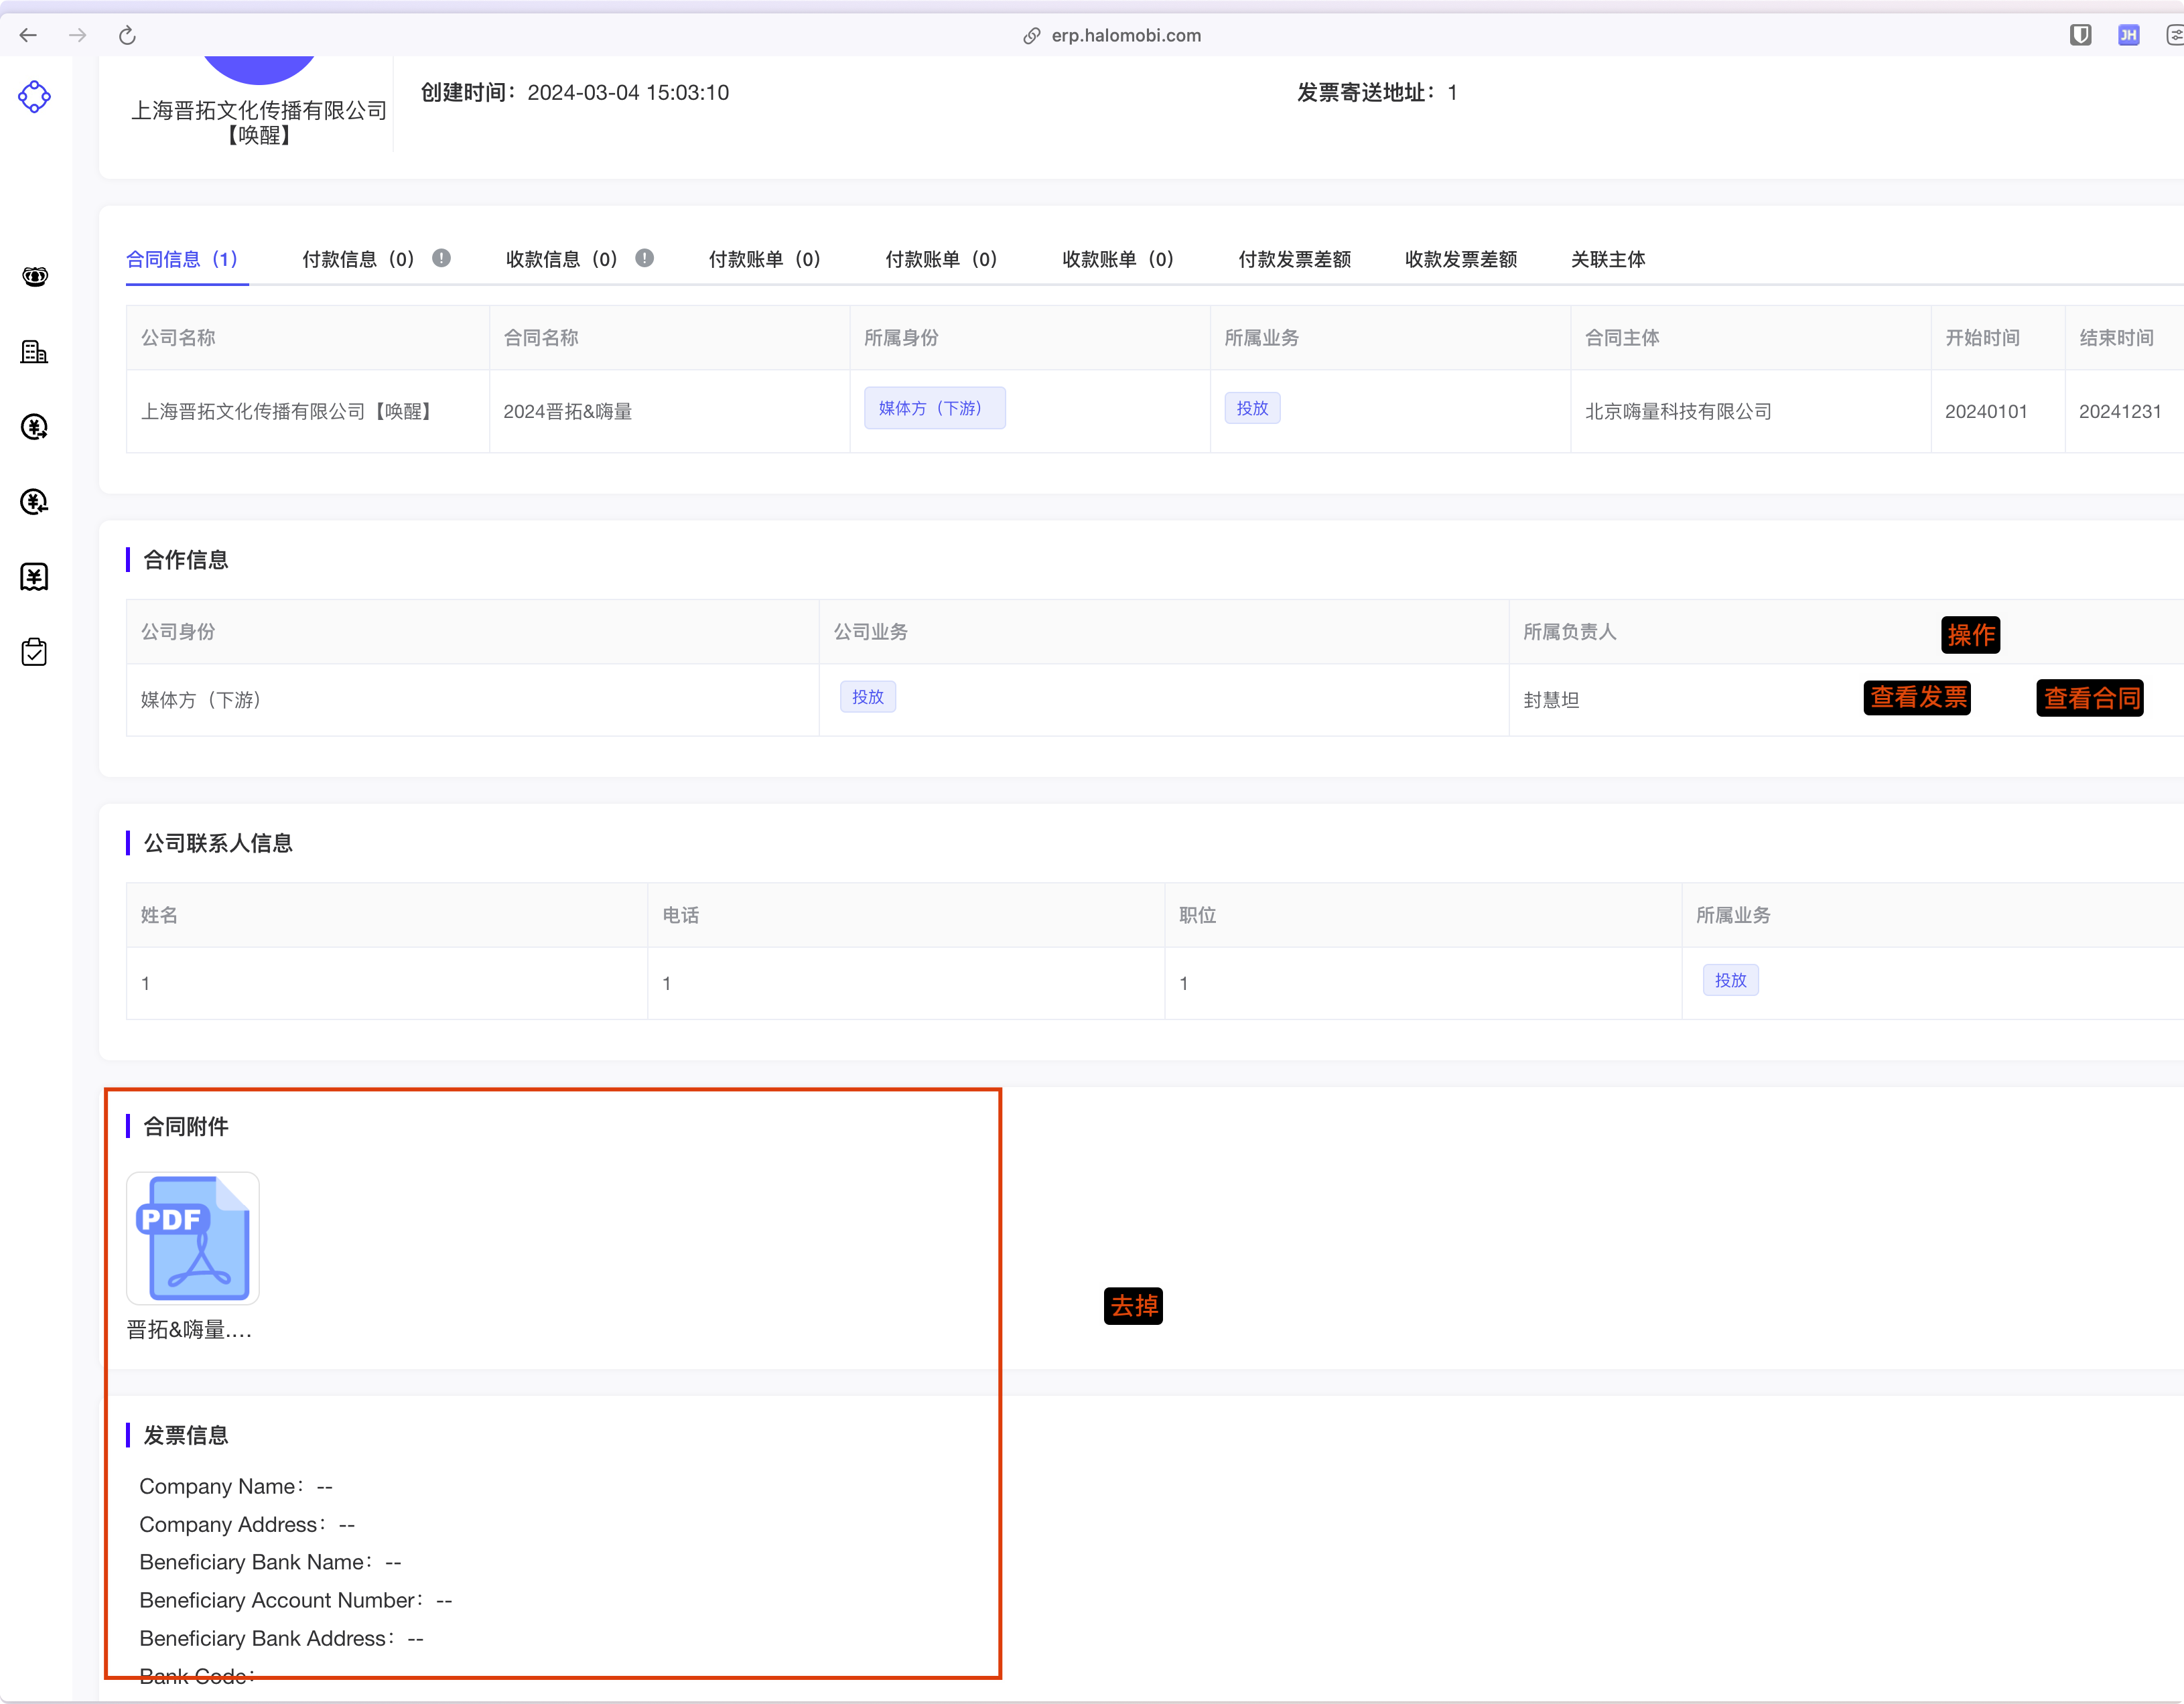 erp.halomobi.com
JH
上海晋拓文化传播有限公司
【唤醒】
创建时间：2024-03-04 15:03:10
发票寄送地址：1
合同信息（1） 付款信息（0） 收款信息（0） 付款账单（0） 付款账单（0） 收款账单（0） 付款发票差额 收款发票差额 关联主体
公司名称 合同名称 所属身份 所属业务 合同主体 开始时间 结束时间
上海晋拓文化传播有限公司【唤醒】 2024晋拓&嗨量 媒体方（下游） 投放 北京嗨量科技有限公司 20240101 20241231
合作信息
公司身份 公司业务 所属负责人 操作
媒体方（下游） 投放 封慧坦 查看发票 查看合同
公司联系人信息
姓名 电话 职位 所属业务
1 1 1 投放
合同附件
PDF
晋拓&嗨量....
去掉
发票信息
Company Name：--
Company Address：--
Beneficiary Bank Name：--
Beneficiary Account Number：--
Beneficiary Bank Address：--
Bank Code：